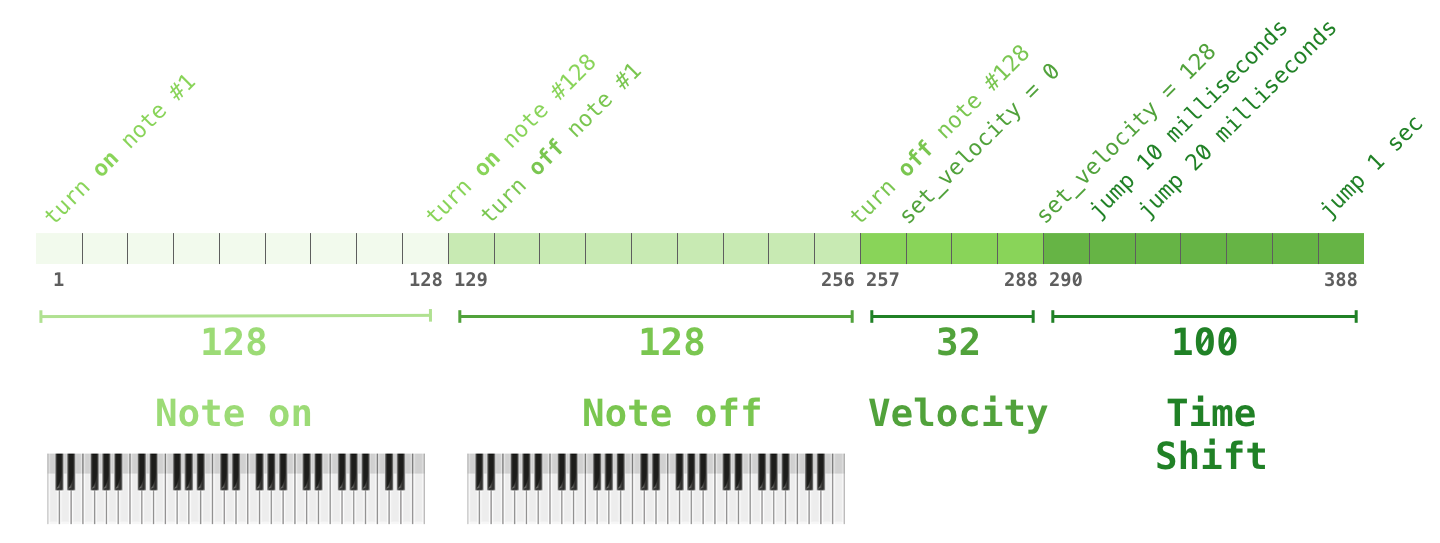 turn on note #1
turn on note #128
turn off note #1
turn off note #128
set_velocity = 0
set_velocity = 128
jump 10 milliseconds
jump 20 milliseconds
jump 1 sec
1 128 129 256 257 288 290 388
128 128 32 100
Note on Note off Velocity Time
Shift